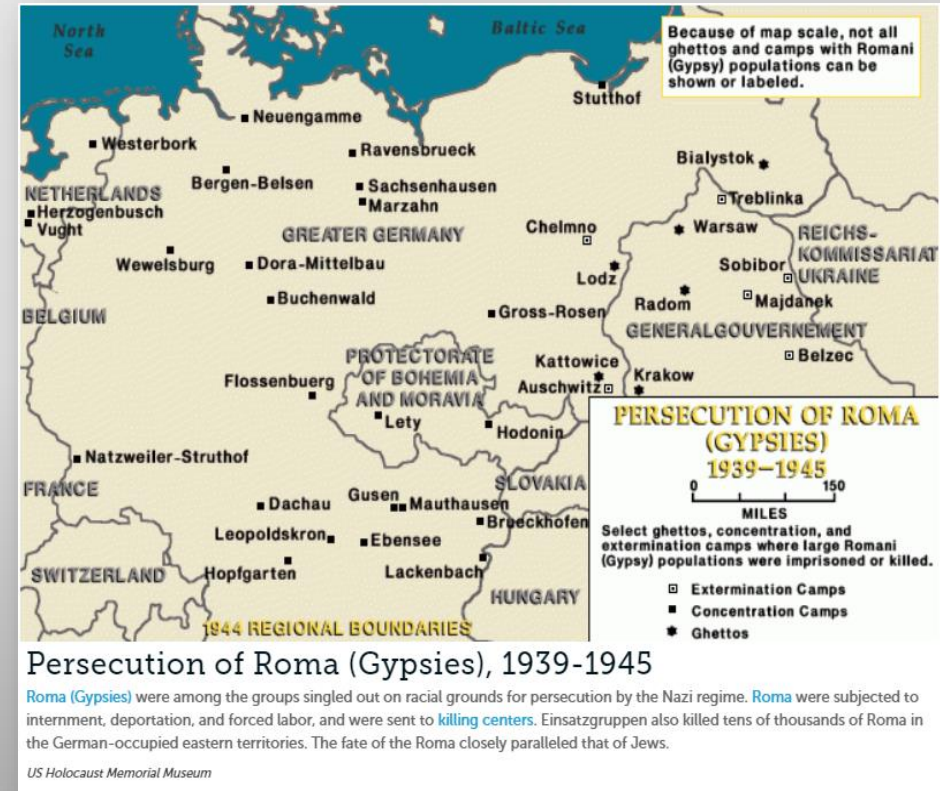 North
Sea
Baltic Sea
Because of map scale, not all
ghettos and camps with Romani
(Gypsy) populations can be
shown or labeled.
Stutthof
Neuengamme
Westerbork
Ravensbrueck
Bialystok
Bergen-Belsen
Sachsenhausen
NETHERLANDS
Treblinka
Marzahn
Herzogenbusch
Vught
Chelmno
Warsaw
GREATER GERMANY
REICHS-
KOMMISSARIAT
UKRAINE
Wewelsburg
Dora-Mittelbau
Sobibor
Lodz
Buchenwald
Radom
Majdanek
BELGIUM
Gross-Rosen
GENERALGOUVERNEMENT
PROTECTORATE
OF BOHEMIA
AND MORAVIA
Belzec
Kattowice
Flossenbuerg
Auschwitz
Krakow
Lety
Hodonin
PERSECUTION OF ROMA
(GYPSIES)
1939–1945
Natzweiler-Struthof
0 150
MILES
FRANCE
SLOVAKIA
Dachau
Gusen
Mauthausen
Brueckhofen
Leopoldskron
Ebensee
Select ghettos, concentration, and
extermination camps where large Romani
(Gypsy) populations were imprisoned or killed.
SWITZERLAND
Hopfgarten
Lackenbach
HUNGARY
Extermination Camps
Concentration Camps
Ghettos
1944 REGIONAL BOUNDARIES
Persecution of Roma (Gypsies), 1939-1945
Roma (Gypsies) were among the groups singled out on racial grounds for persecution by the Nazi regime. Roma were subjected to
internment, deportation, and forced labor, and were sent to killing centers. Einsatzgruppen also killed tens of thousands of Roma in
the German-occupied eastern territories. The fate of the Roma closely paralleled that of Jews.
US Holocaust Memorial Museum